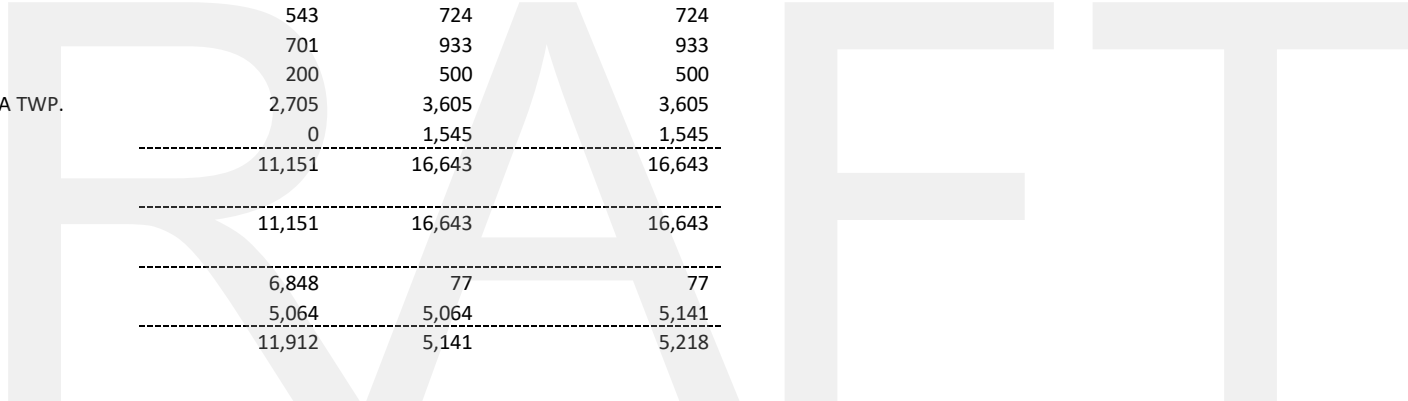 543 724 724
701 933 933
200 500 500
A TWP. 2,705 3,605 3,605
0 1,545 1,545
11,151 16,643 16,643
11,151 16,643 16,643
6,848 77 77
5,064 5,064 5,141
11,912 5,141 5,218
RAFT